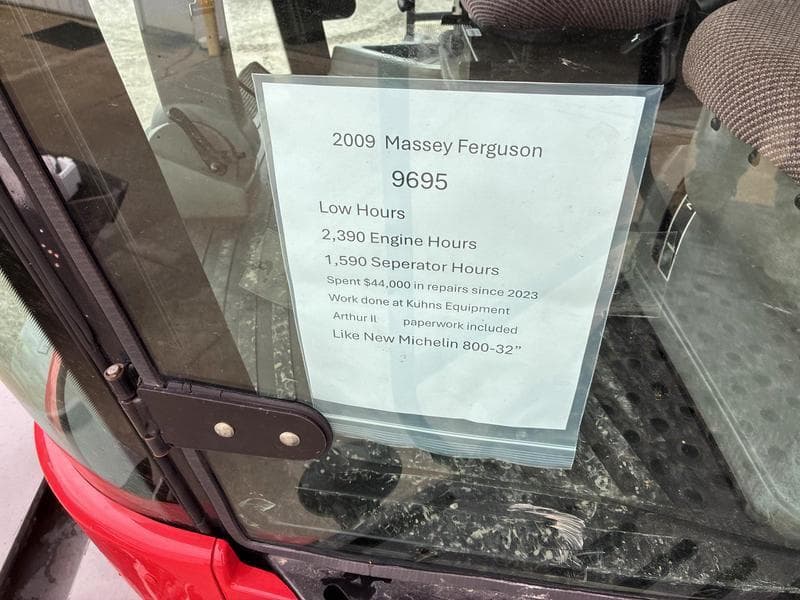 2009 Massey Ferguson
9695
Low Hours
2,390 Engine Hours
1,590 Seperator Hours
Spent $44,000 in repairs since 2023
Work done at Kuhns Equipment
Arthur Il paperwork included
Like New Michelin 800-32"